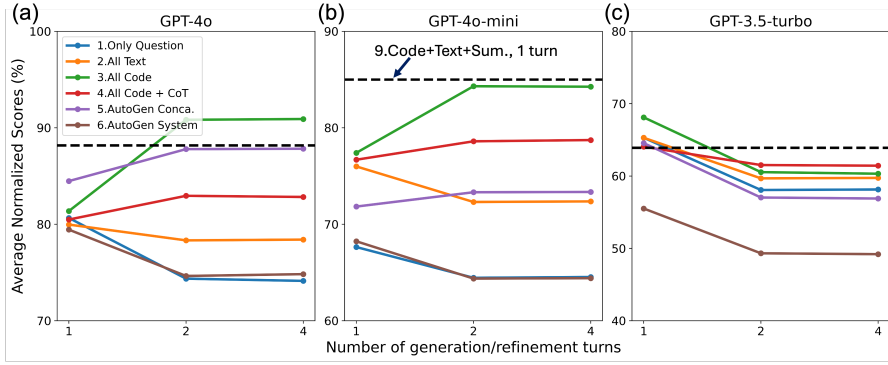 (a)
GPT-4o
(b)
GPT-4o-mini
(c)
GPT-3.5-turbo
Average Normalized Scores (%)
100
90
80
70
1.Only Question
2.All Text
3.All Code
4.All Code + CoT
5.AutoGen Conca.
6.AutoGen System
1
2
4
90
80
70
60
9.Code+Text+Sum., 1 turn
1
2
4
80
70
60
50
40
1
2
4
Number of generation/refinement turns